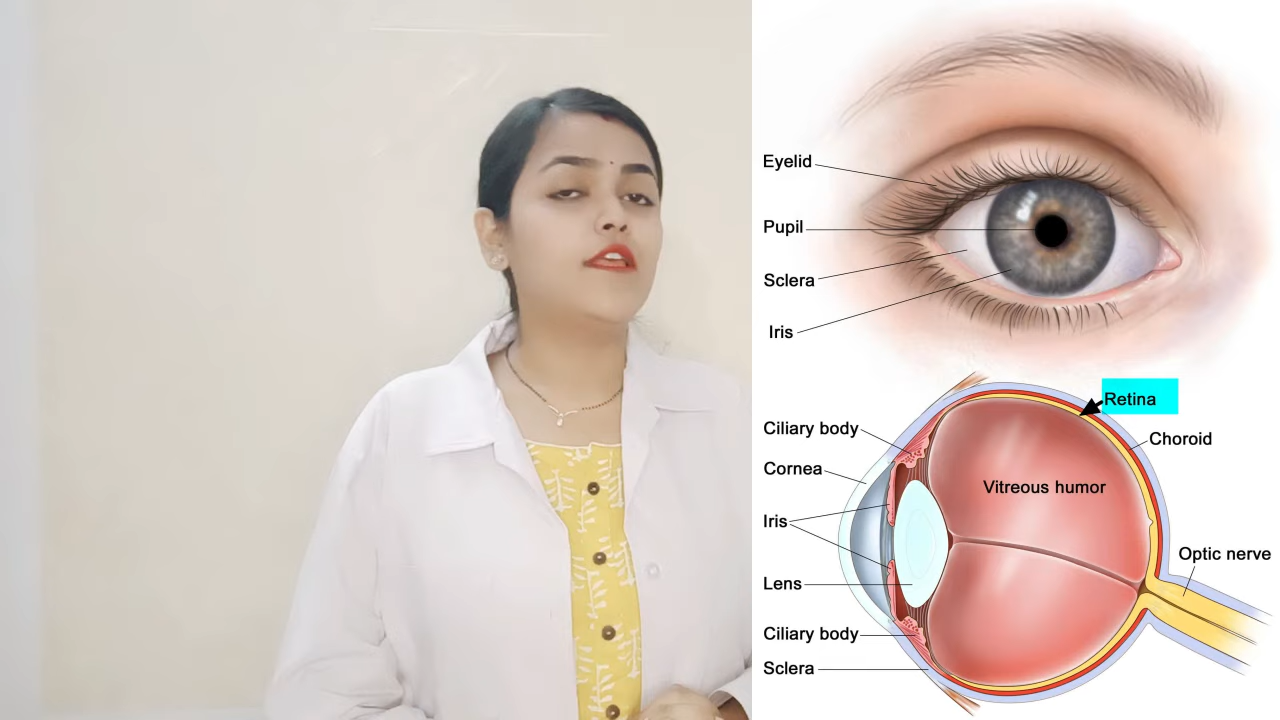 Eyelid
Pupil
Sclera
Iris
Retina
Ciliary body
Choroid
Cornea
Vitreous humor
Iris
Optic nerve
Lens
Ciliary body
Sclera